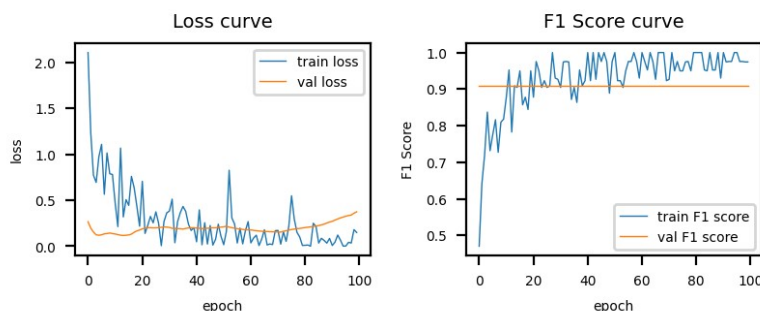 Loss curve
2.0
1.5
1.0
0.5
0.0
loss
train loss
val loss
0 20 40 60 80 100
epoch
F1 Score curve
1.0
0.9
0.8
0.7
0.6
0.5
F1 Score
train F1 score
val F1 score
0 20 40 60 80 100
epoch